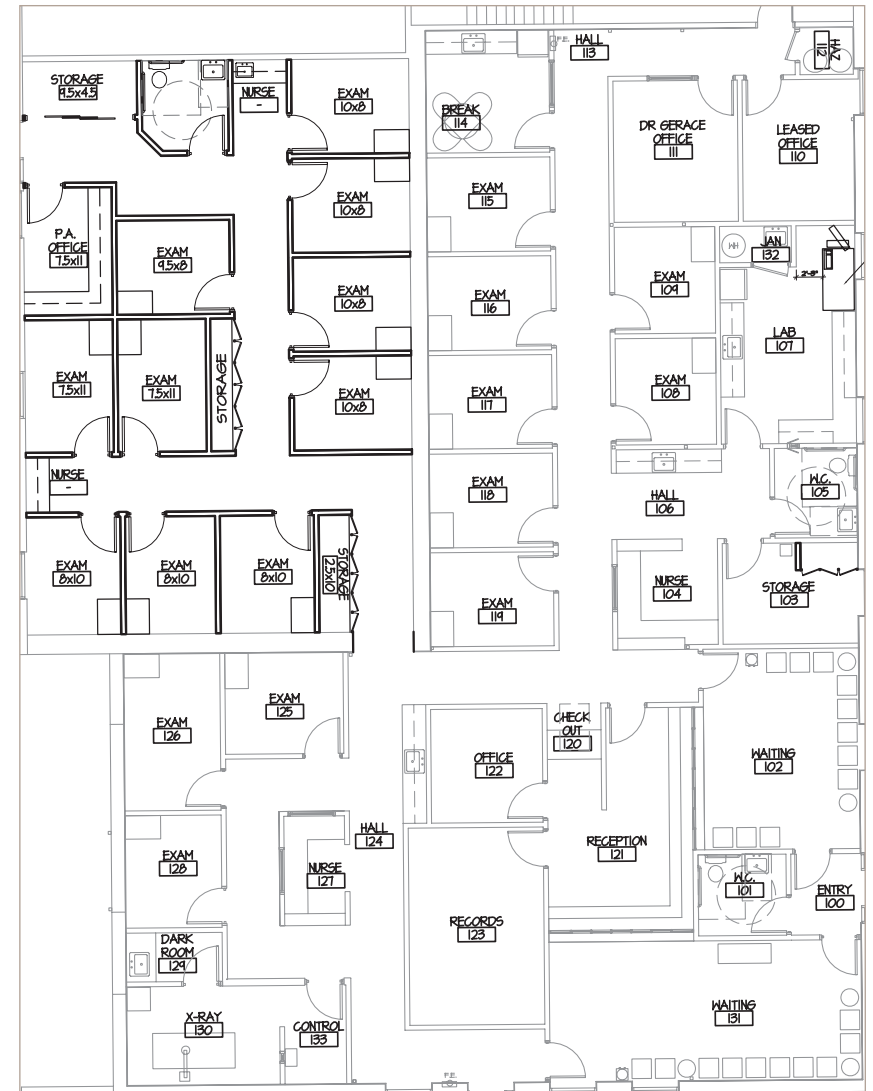 STORAGE
9.5x4.5
NURSE
-
EXAM
10x8
EXAM
10x8
P.A.
OFFICE
7.5x11
EXAM
9.5x8
EXAM
10x8
EXAM
7.5x11
EXAM
7.5x11
STORAGE
EXAM
10x8
NURSE
-
EXAM
8x10
EXAM
8x10
EXAM
8x10
STORAGE
2.5x10
F.E.
HALL
113
HAZ
112
BREAK
114
DR GERACE
OFFICE
111
LEASED
OFFICE
110
EXAM
115
JAN
132
WH
2'-8"
EXAM
109
EXAM
116
LAB
107
EXAM
108
EXAM
117
EXAM
118
HALL
106
W.C.
105
NURSE
104
STORAGE
103
EXAM
119
EXAM
125
EXAM
126
CHECK
OUT
120
OFFICE
122
WAITING
102
HALL
124
RECEPTION
121
EXAM
128
NURSE
127
W.C.
101
ENTRY
100
RECORDS
123
DARK
ROOM
129
X-RAY
130
CONTROL
133
WAITING
131
F.E.